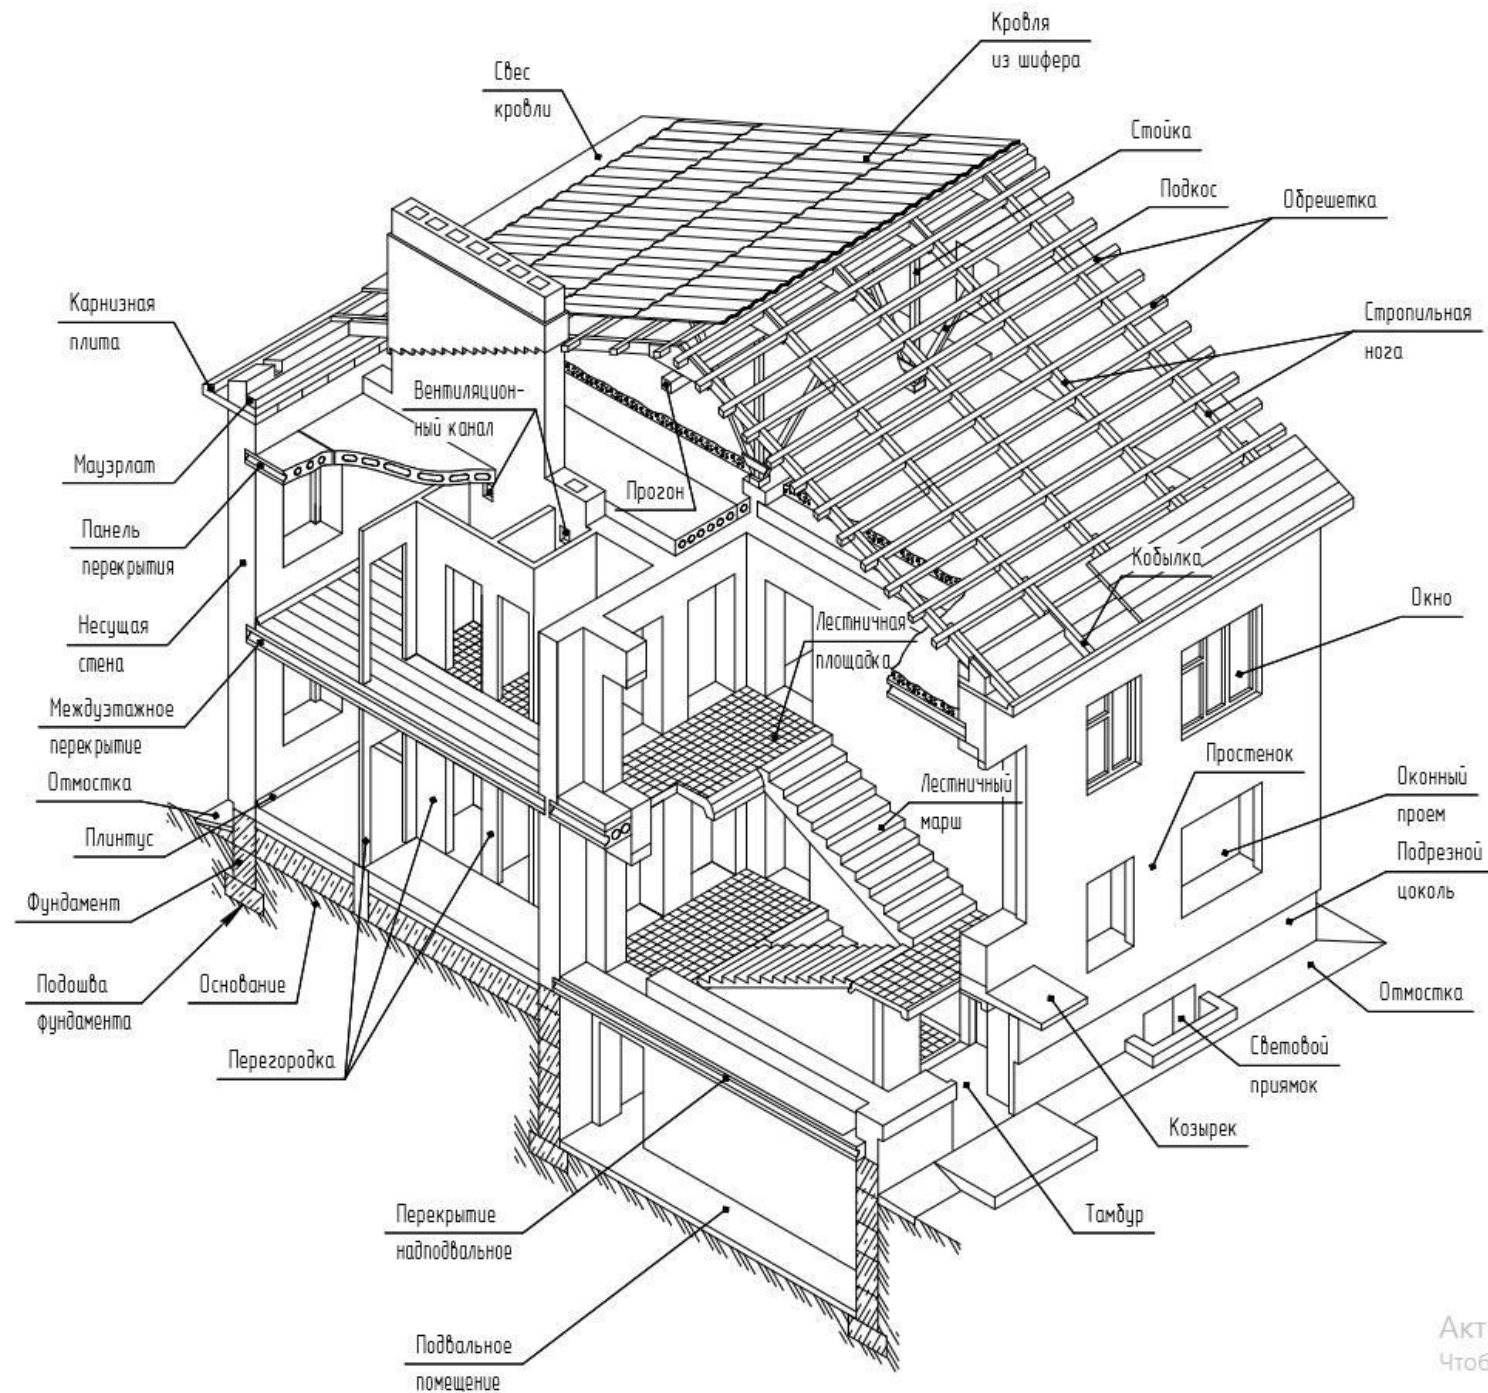 Кровля
из шифера
Свес
кровли
Стойка
Подкос
Обрешетка
Карнизная
плита
Стропильная
нога
Вентиляцион-
ный канал
Мауэрлат
Прогон
Панель
перекрытия
Кобылка
Окно
Несущая
стена
Лестничная
площадка
Междуэтажное
перекрытие
Простенок
Отмостка
Лестничный
марш
Оконный
проем
Плинтус
Подрезной
цоколь
Фундамент
Подошва
фундамента
Основание
Отмостка
Перегородка
Световой
приямок
Козырек
Перекрытие
надподвальное
Тамбур
Подвальное
помещение
Акт
Чтоб